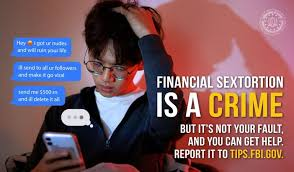 Hey 😳 I got ur nudes
and will ruin your life
ill send to all ur followers
and make it go viral
send me $500 rn
and ill delete it all
FINANCIAL SEXTORTION
IS A CRIME
BUT IT'S NOT YOUR FAULT,
AND YOU CAN GET HELP.
REPORT IT TO TIPS.FBI.GOV.